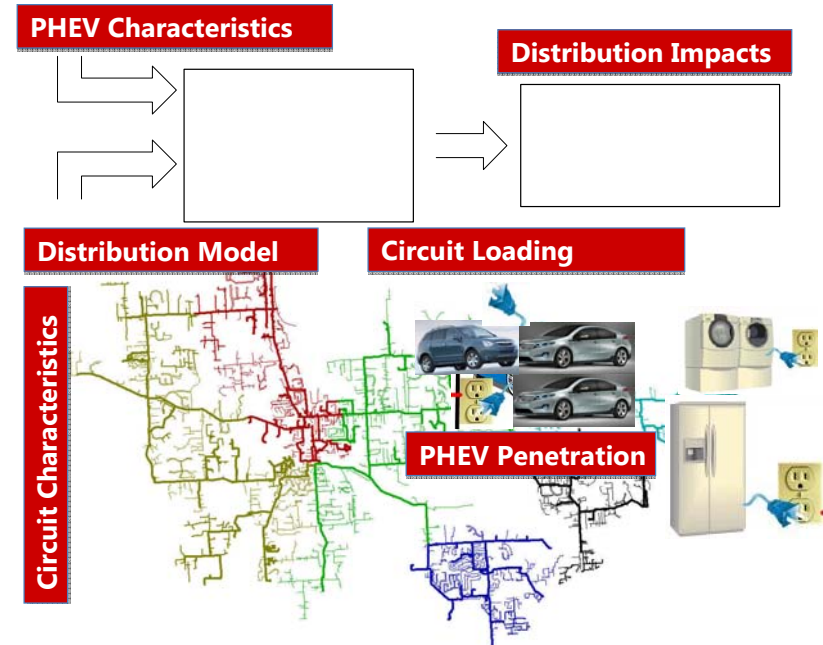 PHEV Characteristics
Distribution Impacts
Distribution Model
Circuit Loading
Circuit Characteristics
PHEV Penetration